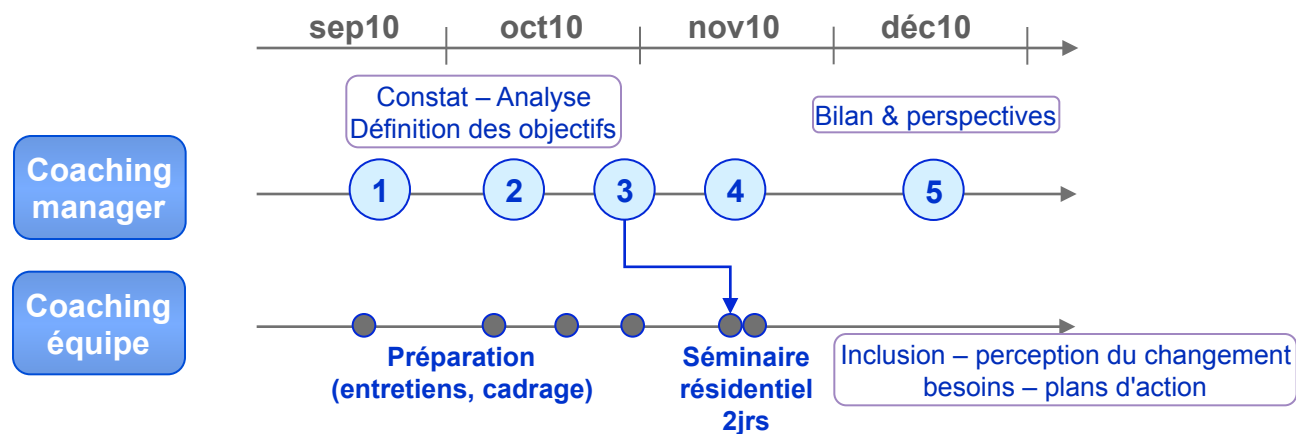 sep10 oct10 nov10 déc10
Constat – Analyse
Définition des objectifs
Bilan & perspectives
Coaching
manager
1 2 3 4 5
Coaching
équipe
Préparation
(entretiens, cadrage)
Séminaire
résidentiel
2jrs
Inclusion – perception du changement
besoins – plans d'action